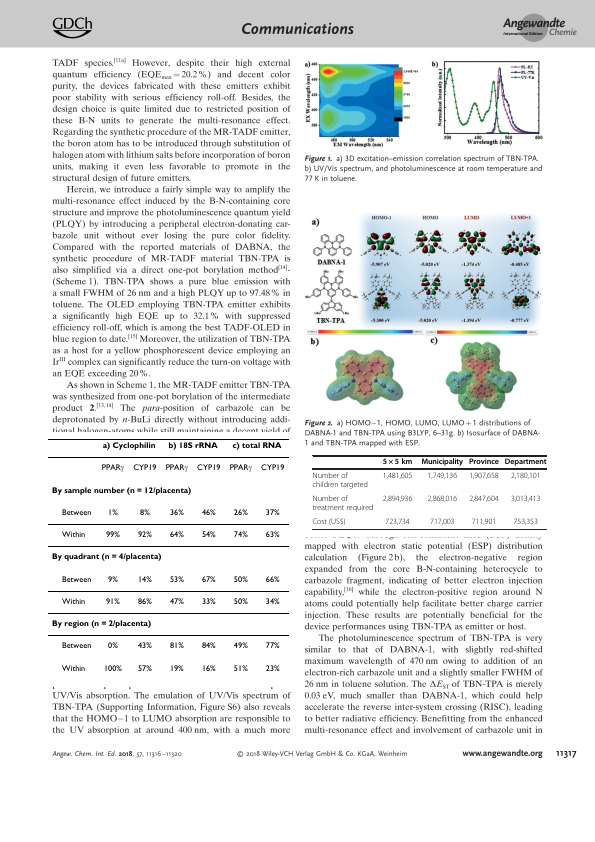 GDCh
Communications
Angewandte
International Edition
Chemie
TADF species.[11a] However, despite their high external
quantum efficiency (EQEmax = 20.2 %) and decent color
purity, the devices fabricated with these emitters exhibit
poor stability with serious efficiency roll-off. Besides, the
design choice is quite limited due to restricted position of
these B-N units to generate the multi-resonance effect.
Regarding the synthetic procedure of the MR-TADF emitter,
the boron atom has to be introduced through substitution of
halogen atom with lithium salts before incorporation of boron
units, making it even less favorable to promote in the
structural design of future emitters.
Herein, we introduce a fairly simple way to amplify the
multi-resonance effect induced by the B-N-containing core
structure and improve the photoluminescence quantum yield
(PLQY) by introducing a peripheral electron-donating car-
bazole unit without ever losing the pure color fidelity.
Compared with the reported materials of DABNA, the
synthetic procedure of MR-TADF material TBN-TPA is
also simplified via a direct one-pot borylation method[14]-
(Scheme 1). TBN-TPA shows a pure blue emission with
a small FWHM of 26 nm and a high PLQY up to 97.48 % in
toluene. The OLED employing TBN-TPA emitter exhibits
a significantly high EQE up to 32.1 % with suppressed
efficiency roll-off, which is among the best TADF-OLED in
blue region to date.[15] Moreover, the utilization of TBN-TPA
as a host for a yellow phosphorescent device employing an
IrIII complex can significantly reduce the turn-on voltage with
an EQE exceeding 20 %.
As shown in Scheme 1, the MR-TADF emitter TBN-TPA
was synthesized from one-pot borylation of the intermediate
product 2.[13,14] The para-position of carbazole can be
deprotonated by n-BuLi directly without introducing addi-
tional halogen atoms while still maintaining a decent yield of
a) Cyclophilin b) 18S rRNA c) total RNA
PPARγ CYP19 PPARγ CYP19 PPARγ CYP19
By sample number (n = 12/placenta)
Between 1% 8% 36% 46% 26% 37%
Within 99% 92% 64% 54% 74% 63%
By quadrant (n = 4/placenta)
Between 9% 14% 53% 67% 50% 66%
Within 91% 86% 47% 33% 50% 34%
By region (n = 2/placenta)
Between 0% 43% 81% 84% 49% 77%
Within 100% 57% 19% 16% 51% 23%
UV/Vis absorption. The emulation of UV/Vis spectrum of
TBN-TPA (Supporting Information, Figure S6) also reveals
that the HOMO−1 to LUMO absorption are responsible to
the UV absorption at around 400 nm, with a much more
a)
EX Wavelength (nm)
EM Wavelength (nm)
b)
Normalized Intensity (a.u.)
300 400 500 600
Wavelength (nm)
Figure 1. a) 3D excitation–emission correlation spectrum of TBN-TPA.
b) UV/Vis spectrum, and photoluminescence at room temperature and
77 K in toluene.
a)
HOMO-1 HOMO LUMO LUMO+1
DABNA-1
-5.907 eV -5.020 eV -1.374 eV -0.485 eV
TBN-TPA
-5.300 eV -5.020 eV -1.394 eV -0.777 eV
b) c)
Figure 2. a) HOMO−1, HOMO, LUMO, LUMO + 1 distributions of
DABNA-1 and TBN-TPA using B3LYP, 6–31g. b) Isosurface of DABNA-
1 and TBN-TPA mapped with ESP.
5 × 5 km Municipality Province Department
Number of
children targeted
1,481,605 1,749,136 1,907,658 2,180,101
Number of
treatment required
2,894,936 2,868,016 2,847,604 3,013,413
Cost (US$) 723,734 717,003 711,901 753,353
mapped with electron static potential (ESP) distribution
calculation (Figure 2 b), the electron-negative region
expanded from the core B-N-containing heterocycle to
carbazole fragment, indicating of better electron injection
capability,[16] while the electron-positive region around N
atoms could potentially help facilitate better charge carrier
injection. These results are potentially beneficial for the
device performances using TBN-TPA as emitter or host.
The photoluminescence spectrum of TBN-TPA is very
similar to that of DABNA-1, with slightly red-shifted
maximum wavelength of 470 nm owing to addition of an
electron-rich carbazole unit and a slightly smaller FWHM of
26 nm in toluene solution. The ΔEST of TBN-TPA is merely
0.03 eV, much smaller than DABNA-1, which could help
accelerate the reverse inter-system crossing (RISC), leading
to better radiative efficiency. Benefitting from the enhanced
multi-resonance effect and involvement of carbazole unit in
Angew. Chem. Int. Ed. 2018, 57, 11316–11320
© 2018 Wiley-VCH Verlag GmbH & Co. KGaA, Weinheim
www.angewandte.org
11317